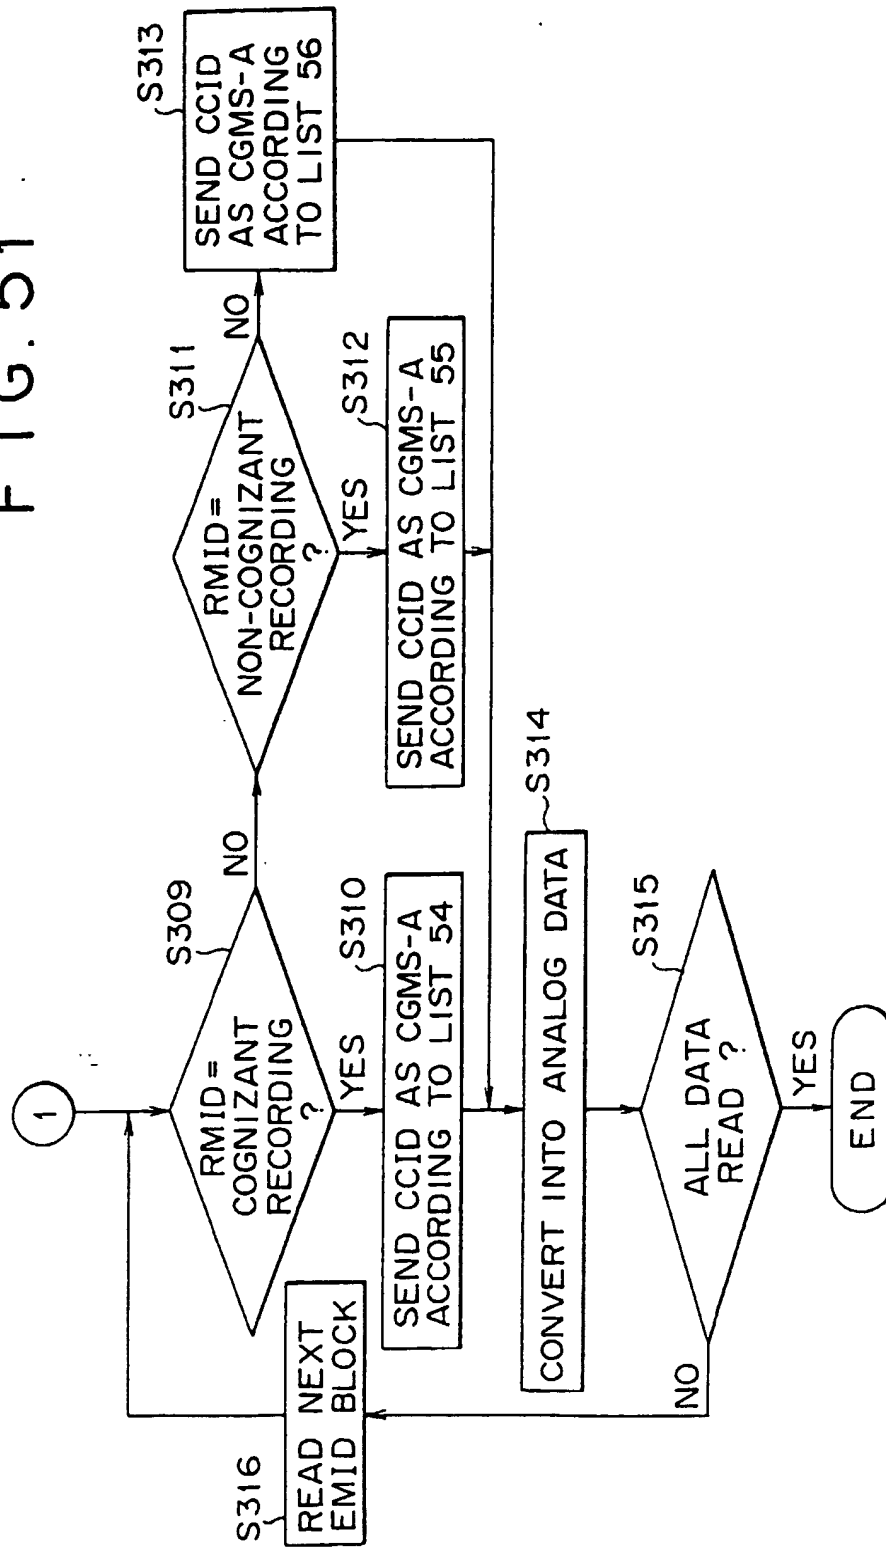 FIG. 51
1
S309
RMID=
COGNIZANT
RECORDING
?
NO
YES
S311
RMID=
NON-COGNIZANT
RECORDING
?
NO
YES
S313
SEND CCID
AS CGMS-A
ACCORDING
TO LIST 56
S310
SEND CCID AS CGMS-A
ACCORDING TO LIST 54
S312
SEND CCID AS CGMS-A
ACCORDING TO LIST 55
S316
READ NEXT
EMID BLOCK
S314
CONVERT INTO ANALOG DATA
S315
ALL DATA
READ ?
NO
YES
END